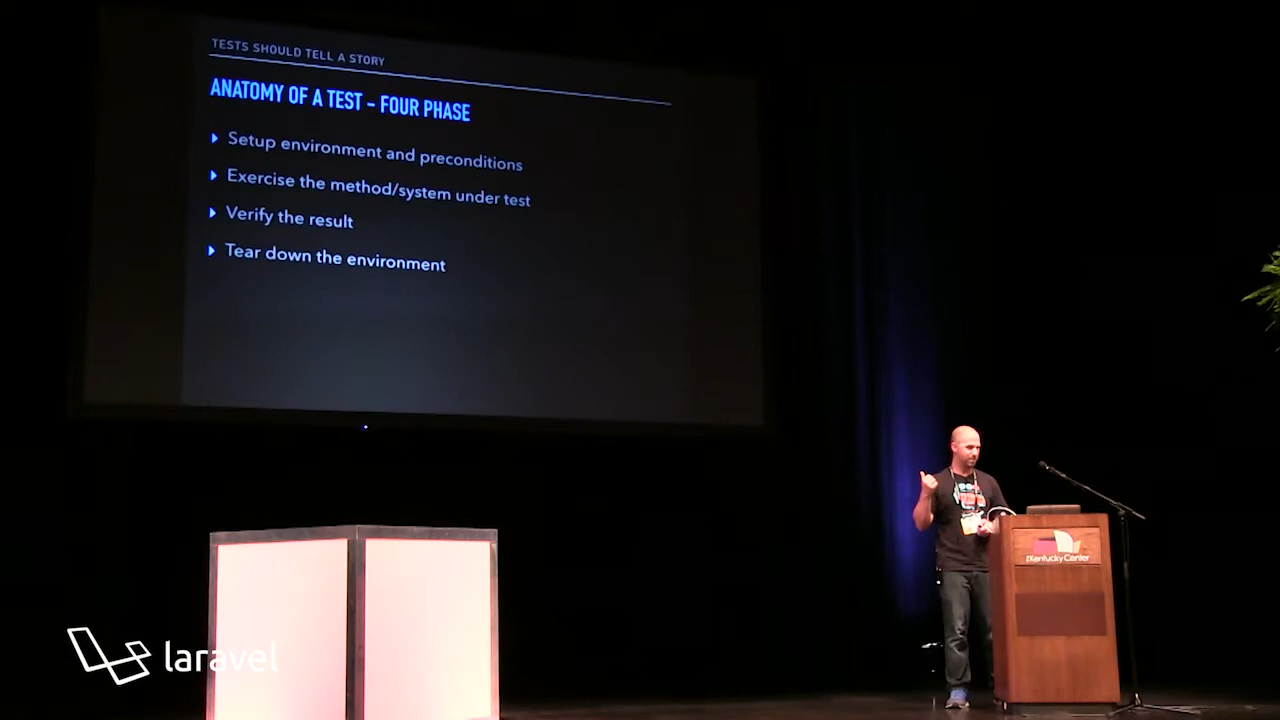 TESTS SHOULD TELL A STORY
ANATOMY OF A TEST – FOUR PHASE
Setup environment and preconditions
Exercise the method/system under test
Verify the result
Tear down the environment
THE Kentucky Center
laravel